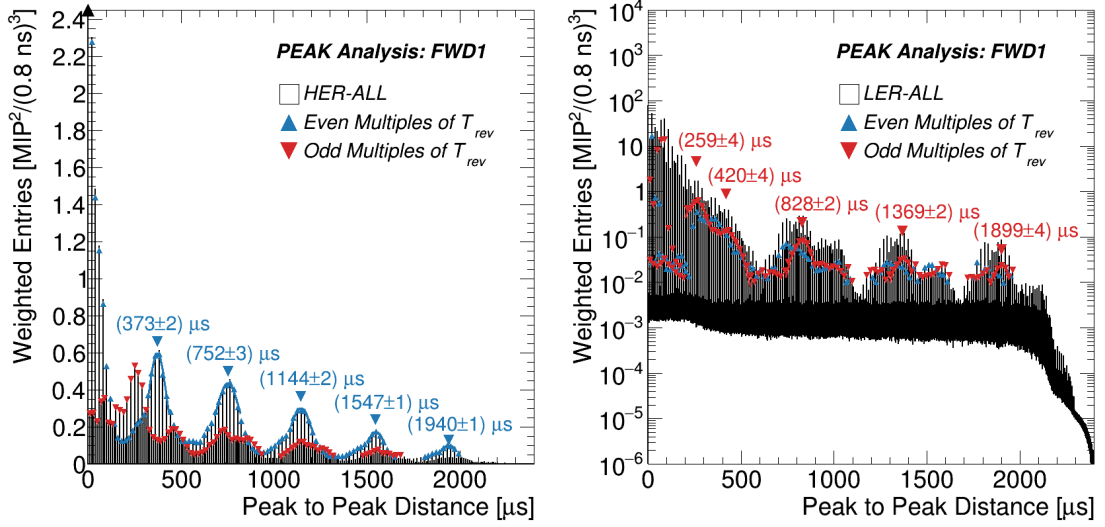 Weighted Entries [MIP²/(0.8 ns)³]
2.4
2.2
2
1.8
1.6
1.4
1.2
1
0.8
0.6
0.4
0.2
0
PEAK Analysis: FWD1
HER-ALL
Even Multiples of T_rev
Odd Multiples of T_rev
(373±2) μs
(752±3) μs
(1144±2) μs
(1547±1) μs
(1940±1) μs
0 500 1000 1500 2000
Peak to Peak Distance [μs]
Weighted Entries [MIP²/(0.8 ns)³]
10⁴
10³
10²
10
1
10⁻¹
10⁻²
10⁻³
10⁻⁴
10⁻⁵
10⁻⁶
PEAK Analysis: FWD1
LER-ALL
Even Multiples of T_rev
Odd Multiples of T_rev
(259±4) μs
(420±4) μs
(828±2) μs
(1369±2) μs
(1899±4) μs
0 500 1000 1500 2000
Peak to Peak Distance [μs]